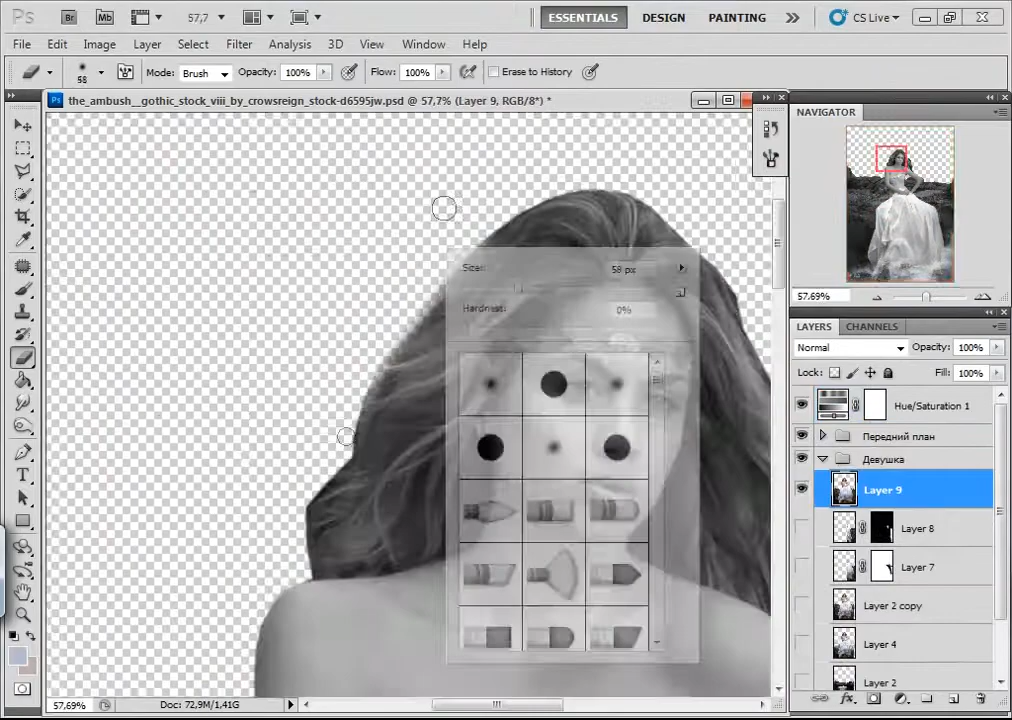 Ps Br Mb 57,7 ESSENTIALS DESIGN PAINTING CS Live
File Edit Image Layer Select Filter Analysis 3D View Window Help
58 Mode: Brush Opacity: 100% Flow: 100% Erase to History
Ps the_ambush__gothic_stock_viii_by_crowsreign_stock-d6595jw.psd @ 57,7% (Layer 9, RGB/8*) *
NAVIGATOR
57.69%
Size: 58 px
Hardness: 0%
LAYERS CHANNELS
Normal Opacity: 100%
Lock: Fill: 100%
Hue/Saturation 1
Передний план
Девушка
Layer 9
Layer 8
Layer 7
Layer 2 copy
Layer 4
Layer 2
T
57,69% Doc: 72,9M/1,41G
fx